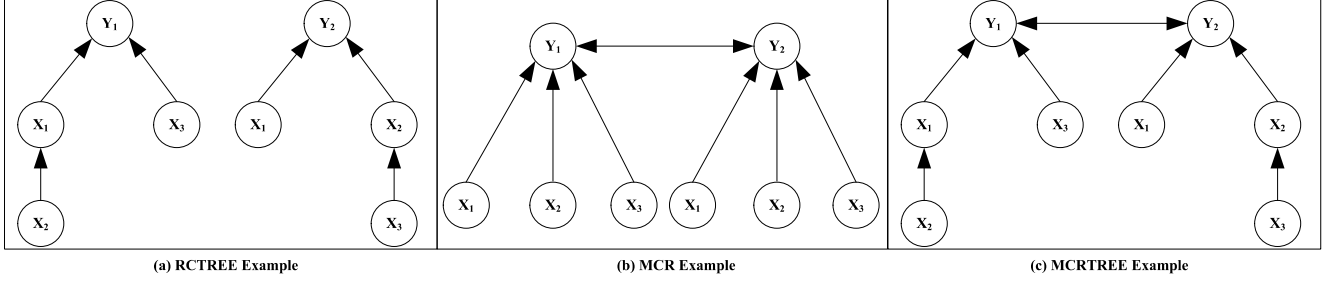 Y₁ Y₂
X₁ X₃ X₁ X₂
X₂ X₃
(a) RCTREE Example
Y₁ Y₂
X₁ X₂ X₃ X₁ X₂ X₃
(b) MCR Example
Y₁ Y₂
X₁ X₃ X₁ X₂
X₂ X₃
(c) MCRTREE Example